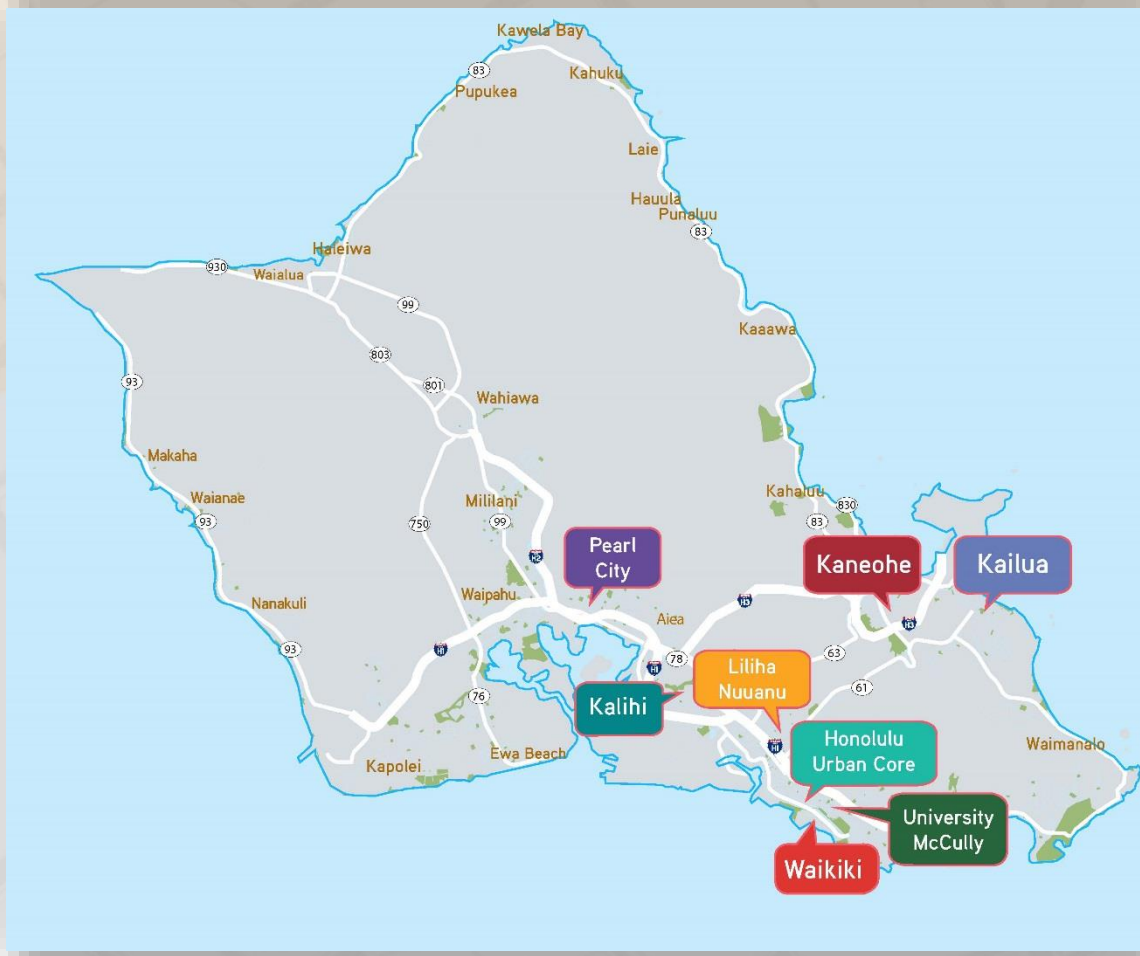 Kawela Bay
83
Kahuku
Pupukea
Laie
Hauula
Punaluu
83
Haleiwa
930
Waialua
99
Kaaawa
803
93
801
Wahiawa
Makaha
Waianae
93
Mililani
99
750
Kahaluu
830
83
H2
Pearl
City
Kaneohe
Kailua
Waipahu
Nanakuli
H3
Aiea
H3
93
H1
78
H1
63
Liliha
Nuuanu
61
Kalihi
76
Ewa Beach
Kapolei
H1
Honolulu
Urban Core
Waimanalo
University
McCully
Waikiki